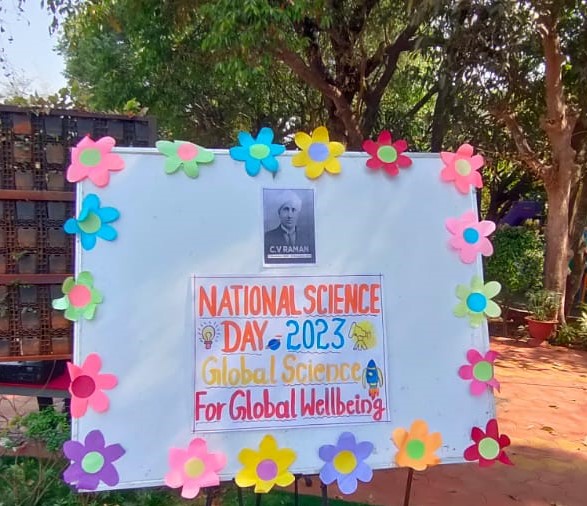 C.V RAMAN
NATIONAL SCIENCE
DAY. 2023
Global Science
For Global Wellbeing